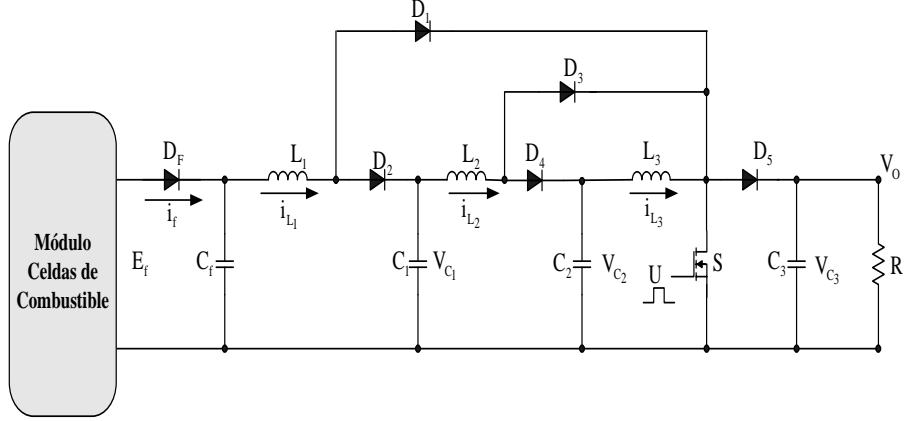 D1
D3
DF
L1
D2
L2
D4
L3
D5
VO
if
iL1
iL2
iL3
Módulo
Celdas de
Combustible
Ef
Cf
C1
VC1
C2
VC2
U
S
C3
VC3
R